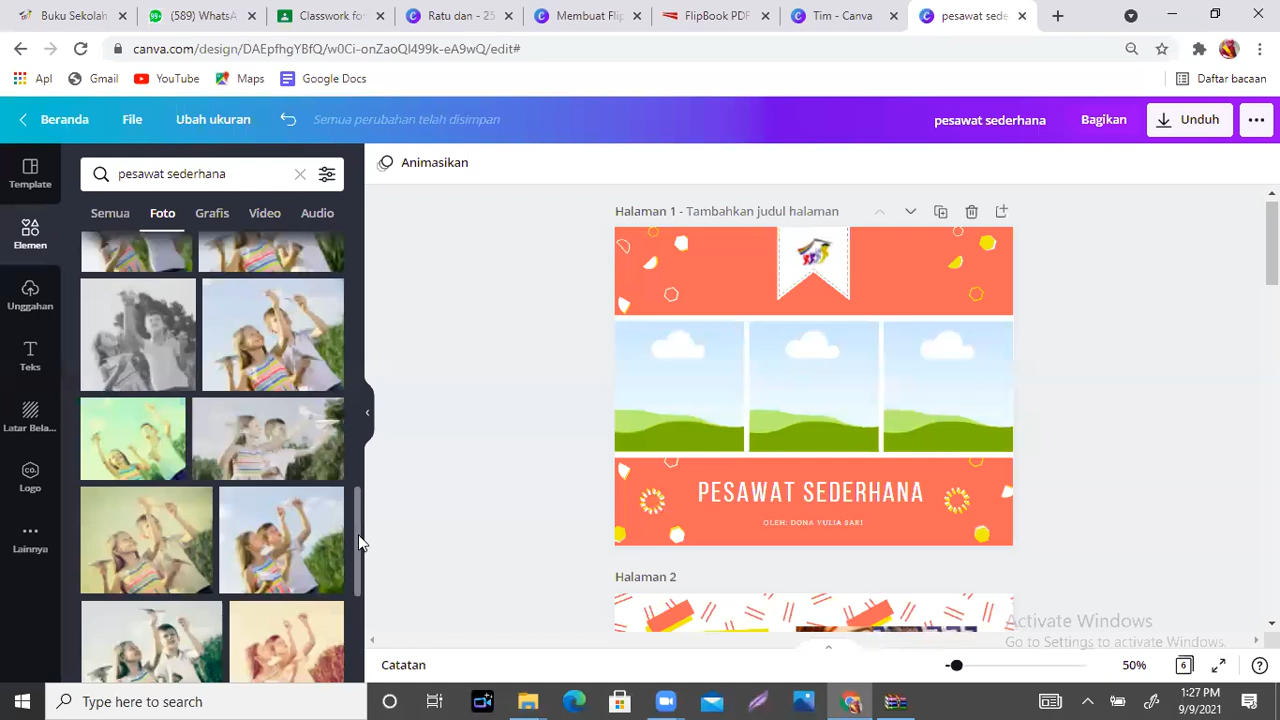 (589) WhatsA
Classwork fo
Ratu dan - 25
Membuat Flip
FlipBook PDF
Tim - Canva
pesawat sede
canva.com/design/DAEpfhgYBfQ/w0Ci-onZaoQl499k-eA9wQ/edit#
Apl
Gmail
YouTube
Maps
Google Docs
Daftar bacaan
Beranda
File
Ubah ukuran
Semua perubahan telah disimpan
pesawat sederhana
Bagikan
Unduh
Template
Elemen
Unggahan
Teks
Latar Bela...
Logo
Lainnya
pesawat sederhana
Semua
Foto
Grafis
Video
Audio
Animasikan
Halaman 1 - Tambahkan judul halaman
PESAWAT SEDERHANA
OLEH: DONA YULIA SARI
Halaman 2
Activate Windows
Go to Settings to activate Windows.
Catatan
50%
6
Type here to search
1:27 PM
9/9/2021